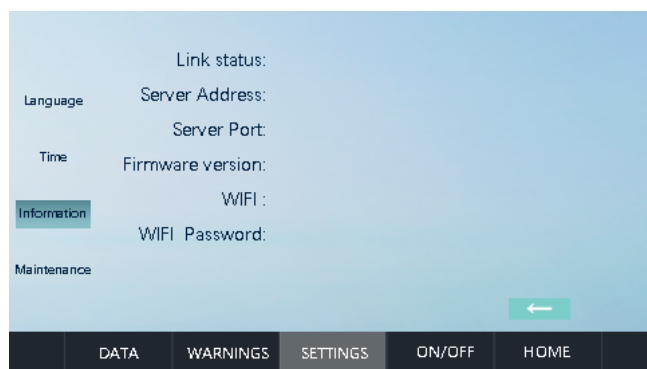 Link status:
Language
Server Address:
Server Port:
Time
Firmware version:
Information
WIFI :
WIFI Password:
Maintenance
DATA WARNINGS SETTINGS ON/OFF HOME